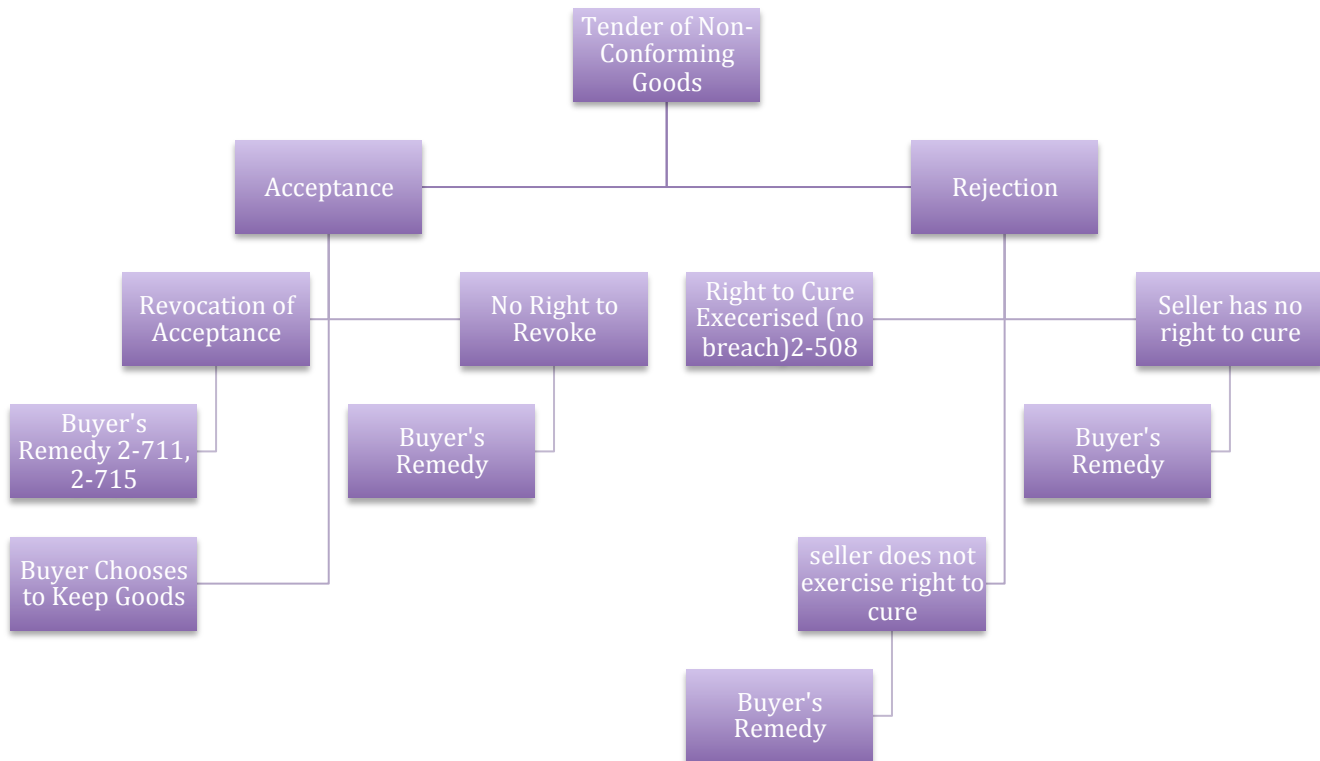 Tender of Non-
Conforming
Goods
Acceptance
Rejection
Revocation of
Acceptance
No Right to
Revoke
Right to Cure
Execerised (no
breach)2-508
Seller has no
right to cure
Buyer's
Remedy 2-711,
2-715
Buyer's
Remedy
Buyer's
Remedy
Buyer Chooses
to Keep Goods
seller does not
exercise right to
cure
Buyer's
Remedy